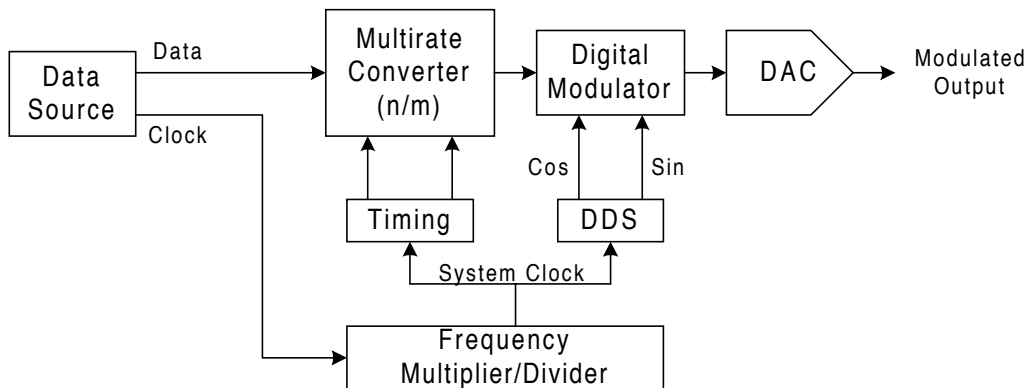 Data
Source
Data
Clock
Multirate
Converter
(n/m)
Digital
Modulator
DAC
Modulated
Output
Cos
Sin
Timing
DDS
System Clock
Frequency
Multiplier/Divider